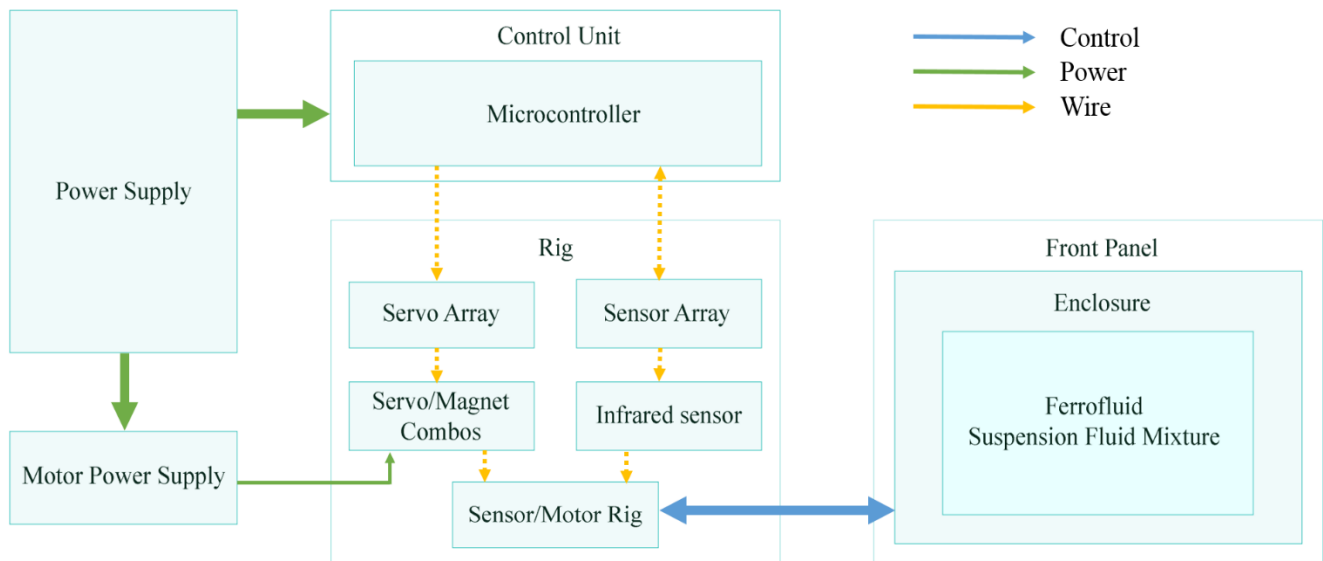 Control Unit
Microcontroller
Power Supply
Control
Power
Wire
Rig
Servo Array
Sensor Array
Servo/Magnet
Combos
Infrared sensor
Motor Power Supply
Sensor/Motor Rig
Front Panel
Enclosure
Ferrofluid
Suspension Fluid Mixture